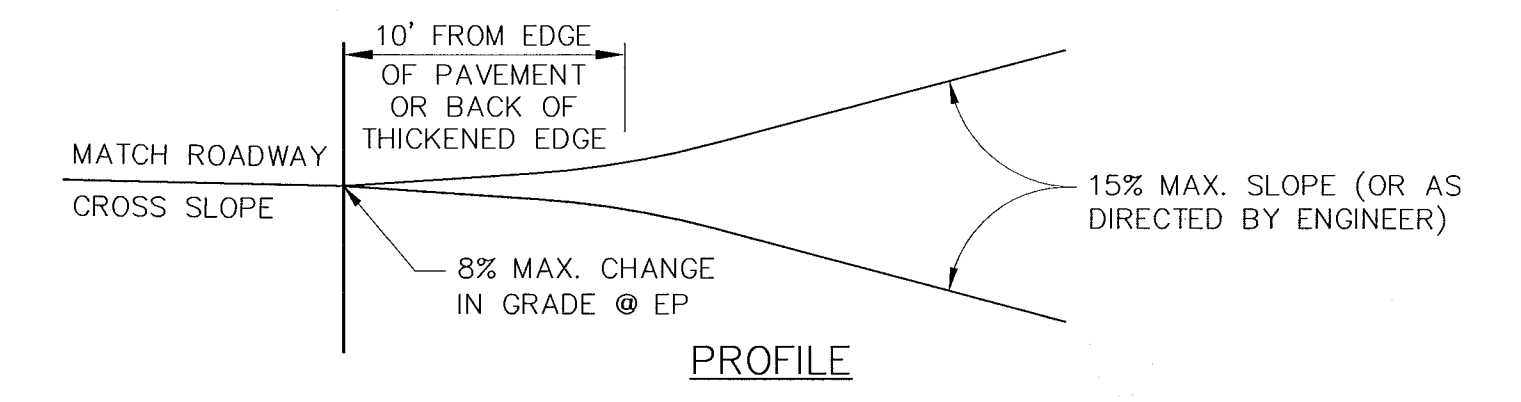 10' FROM EDGE
OF PAVEMENT
OR BACK OF
THICKENED EDGE
MATCH ROADWAY
CROSS SLOPE
15% MAX. SLOPE (OR AS
DIRECTED BY ENGINEER)
8% MAX. CHANGE
IN GRADE @ EP
PROFILE